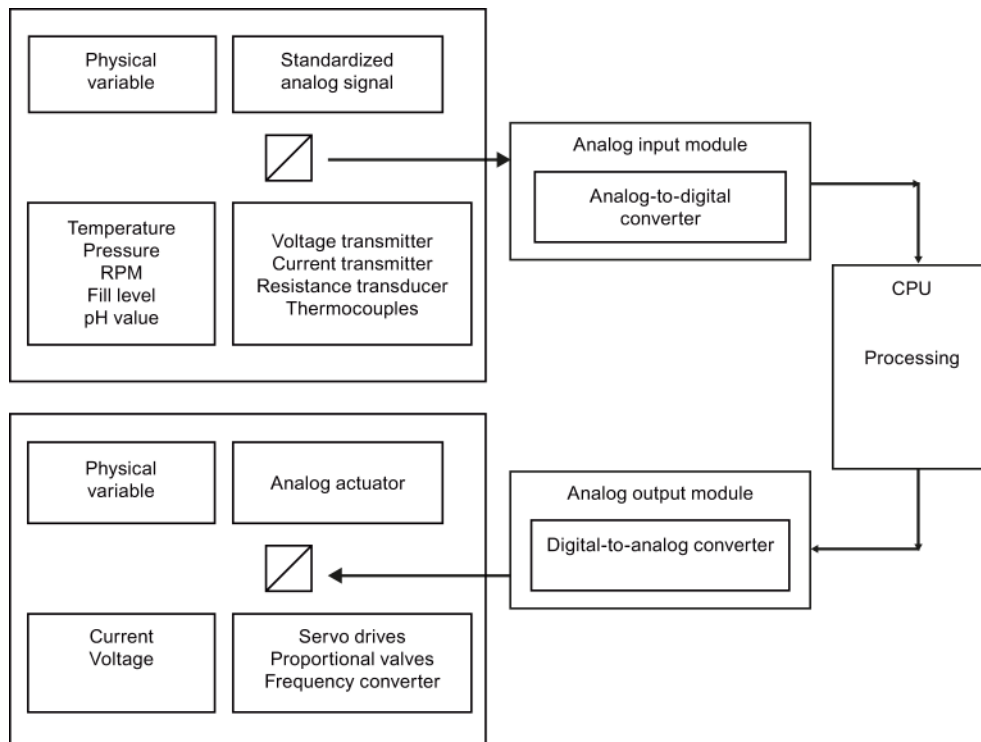 Physical
variable
Standardized
analog signal
Temperature
Pressure
RPM
Fill level
pH value
Voltage transmitter
Current transmitter
Resistance transducer
Thermocouples
Analog input module
Analog-to-digital
converter
CPU
Processing
Physical
variable
Analog actuator
Current
Voltage
Servo drives
Proportional valves
Frequency converter
Analog output module
Digital-to-analog converter